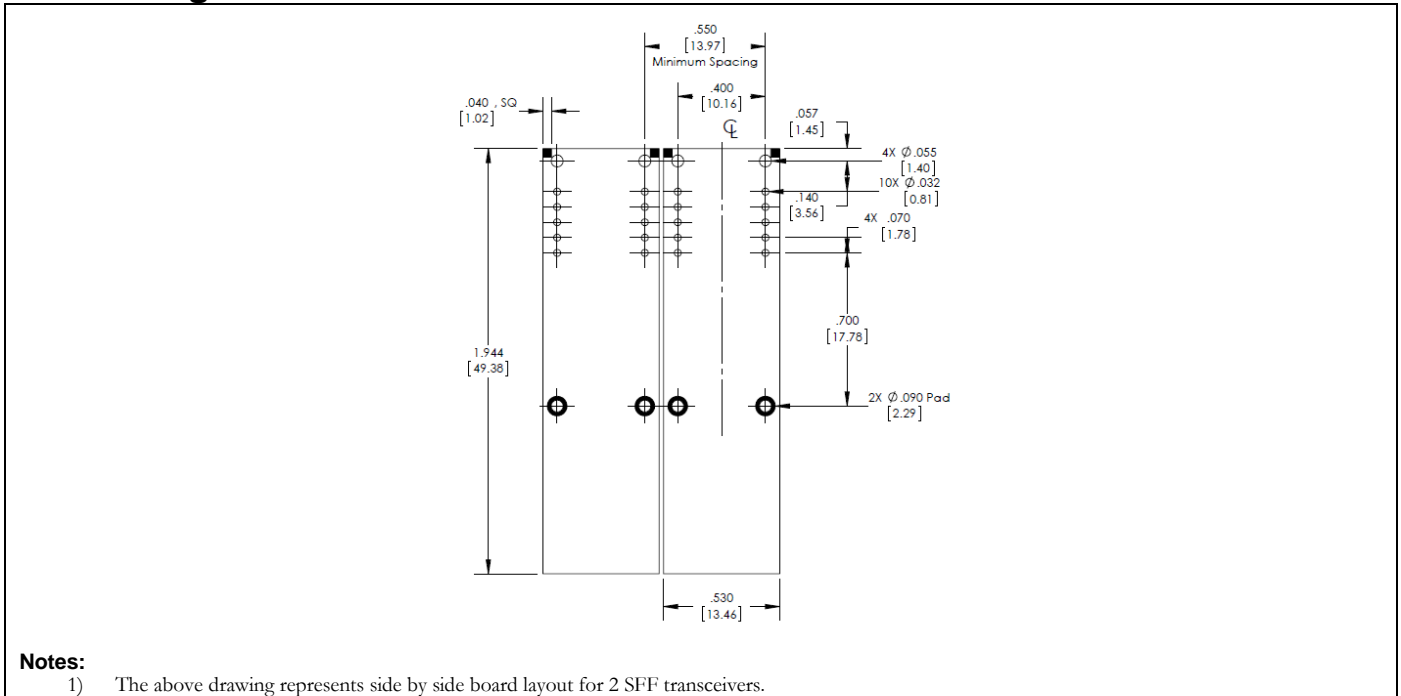 .550
[13.97]
Minimum Spacing
.400
[10.16]
.040 , SQ
[1.02]
.057
[1.45]
℄
4X Ø.055
[1.40]
10X Ø.032
[0.81]
.140
[3.56]
4X .070
[1.78]
.700
[17.78]
1.944
[49.38]
2X Ø.090 Pad
[2.29]
.530
[13.46]
Notes:
1) The above drawing represents side by side board layout for 2 SFF transceivers.